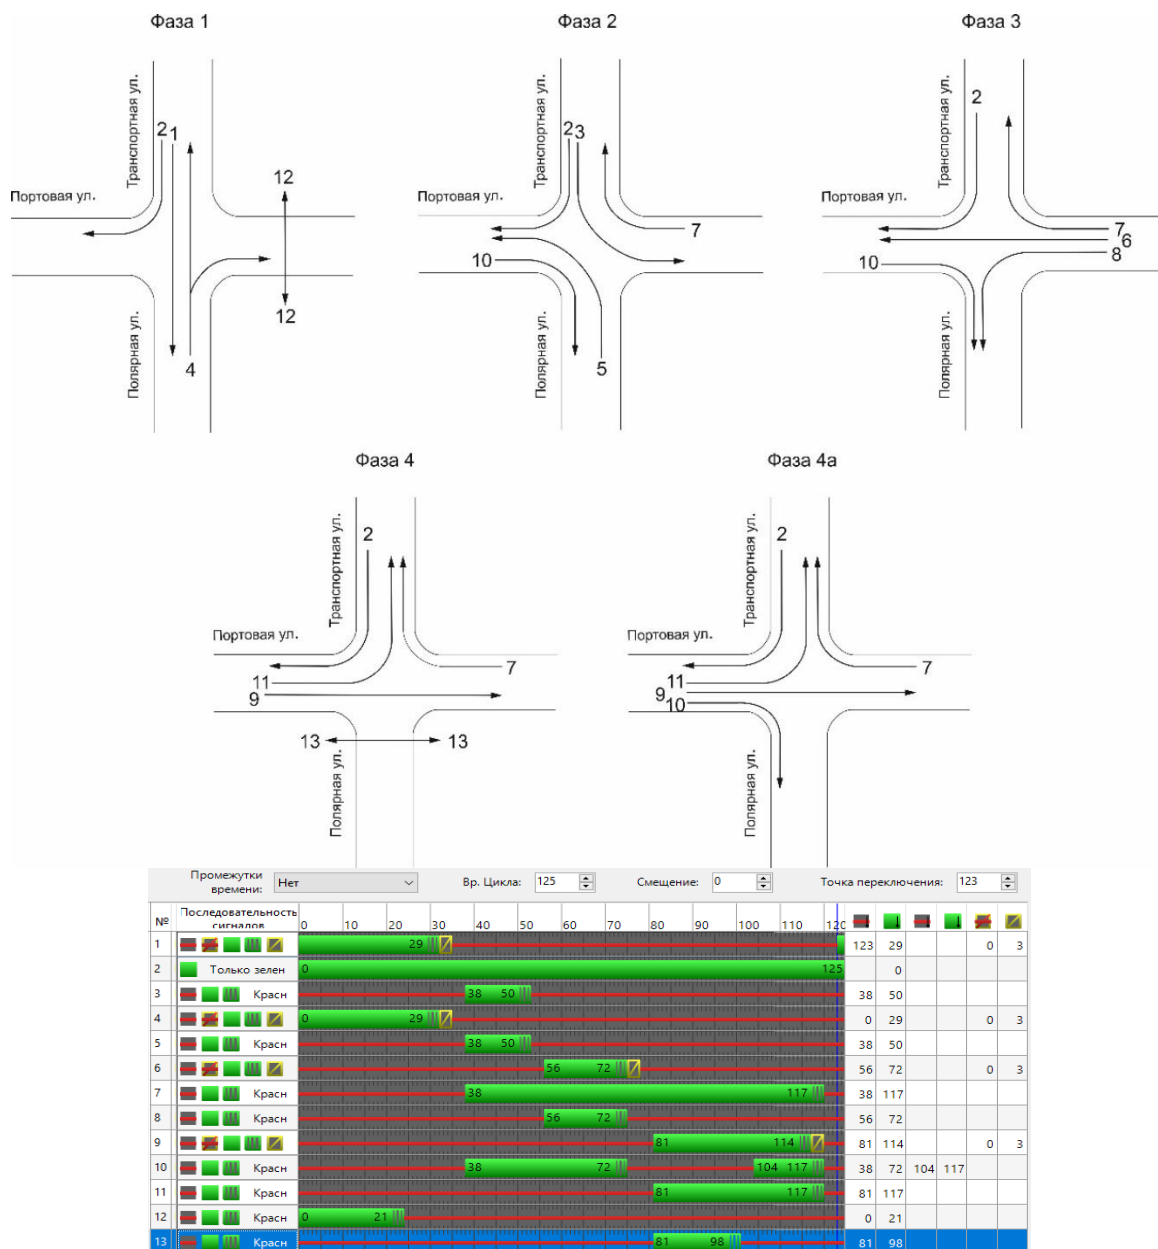 Фаза 1
Фаза 2
Фаза 3
Транспортная ул.
2 1
Портовая ул.
12
12
Полярная ул.
4
Транспортная ул.
2 3
Портовая ул.
7
10
Полярная ул.
5
Транспортная ул.
2
Портовая ул.
7
6
8
10
Полярная ул.
Фаза 4
Фаза 4а
Транспортная ул.
2
Портовая ул.
7
11
9
13 13
Полярная ул.
Транспортная ул.
2
Портовая ул.
7
11
9
10
Полярная ул.
Промежутки времени: Нет Вр. Цикла: 125 Смещение: 0 Точка переключения: 123
№ Последовательность сигналов 0 10 20 30 40 50 60 70 80 90 100 110 120
1 29 123 29 0 3
2 Только зелен 0 125 0
3 Красн 38 50 38 50
4 0 29 0 29 0 3
5 Красн 38 50 38 50
6 56 72 56 72 0 3
7 Красн 38 117 38 117
8 Красн 56 72 56 72
9 81 114 81 114 0 3
10 Красн 38 72 104 117 38 72 104 117
11 Красн 81 117 81 117
12 Красн 0 21 0 21
13 Красн 81 98 81 98